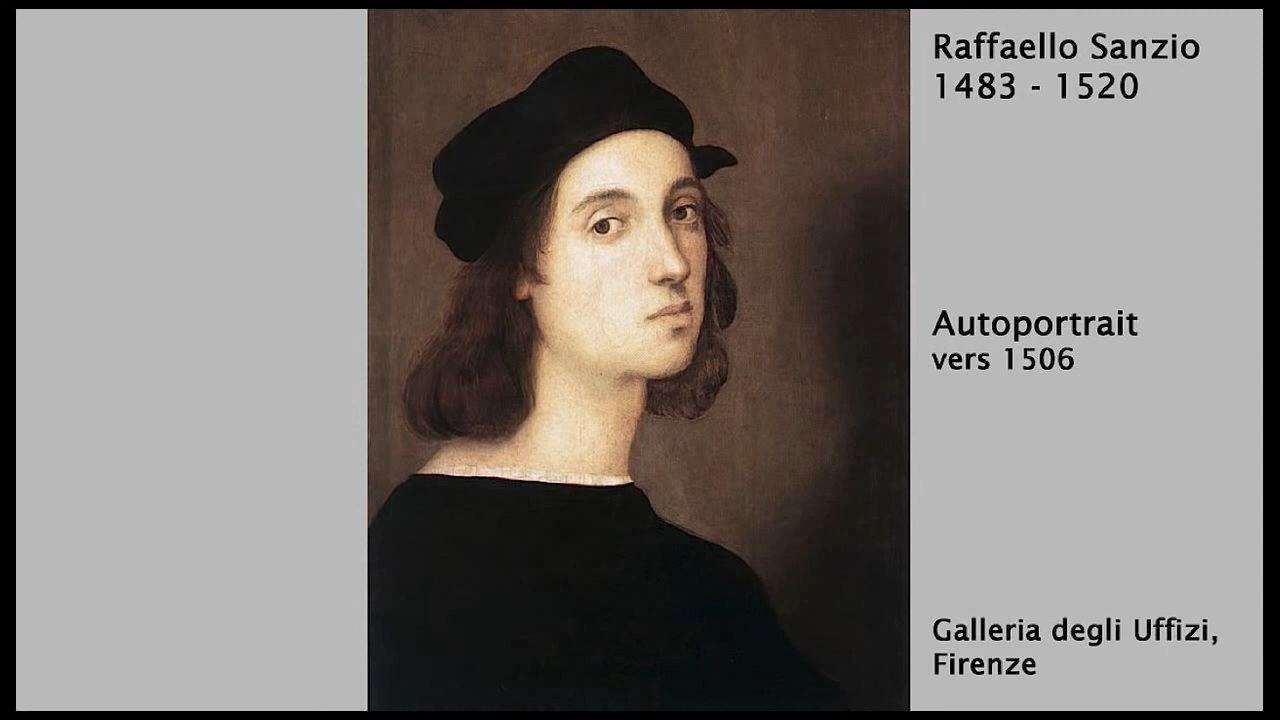 Raffaello Sanzio
1483 - 1520
Autoportrait
vers 1506
Galleria degli Uffizi,
Firenze